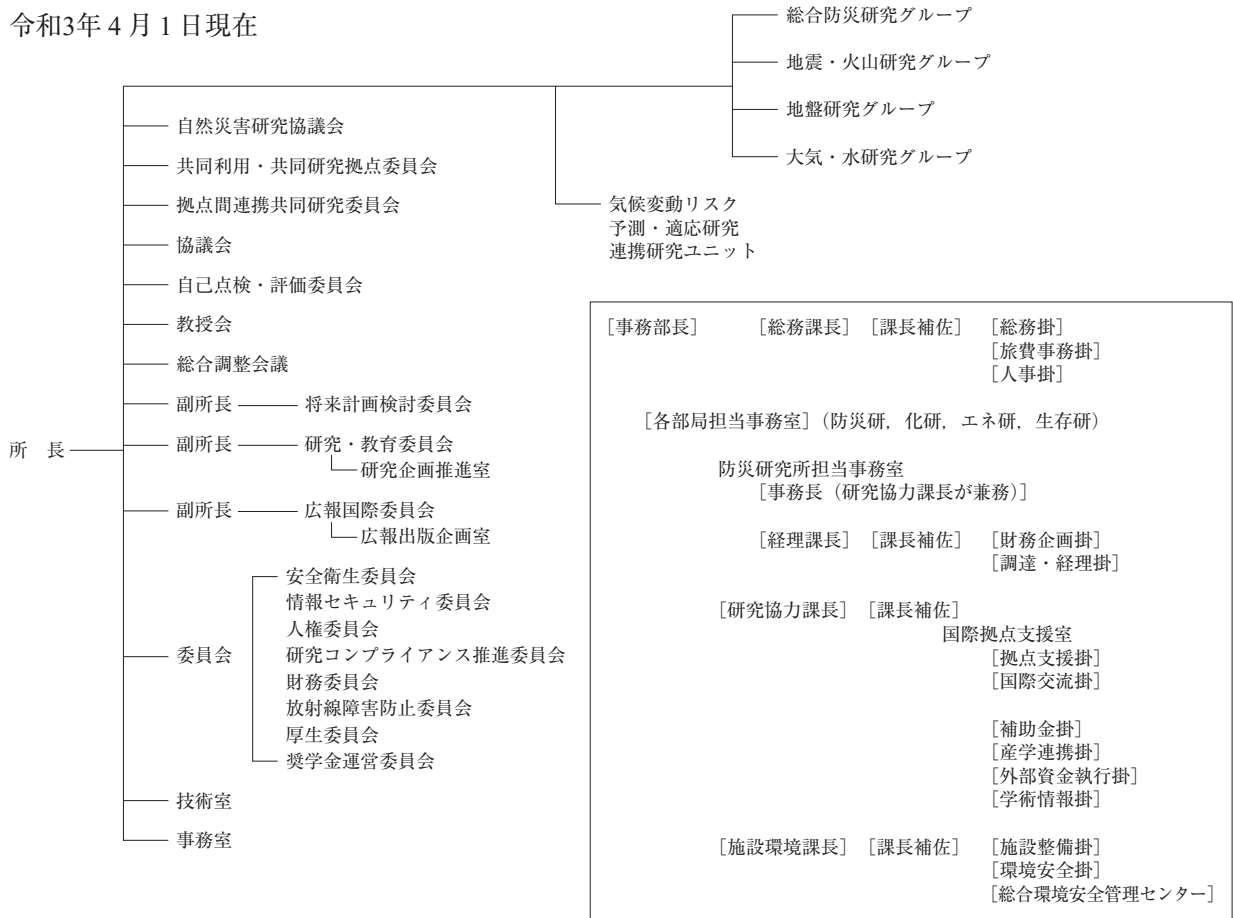 令和3年4月1日現在
総合防災研究グループ
地震・火山研究グループ
地盤研究グループ
大気・水研究グループ
気候変動リスク
予測・適応研究
連携研究ユニット
所　長
自然災害研究協議会
共同利用・共同研究拠点委員会
拠点間連携共同研究委員会
協議会
自己点検・評価委員会
教授会
総合調整会議
副所長　将来計画検討委員会
副所長　研究・教育委員会
研究企画推進室
副所長　広報国際委員会
広報出版企画室
委員会
安全衛生委員会
情報セキュリティ委員会
人権委員会
研究コンプライアンス推進委員会
財務委員会
放射線障害防止委員会
厚生委員会
奨学金運営委員会
技術室
事務室
［事務部長］　［総務課長］［課長補佐］　［総務掛］
［旅費事務掛］
［人事掛］
［各部局担当事務室］（防災研，化研，エネ研，生存研）
防災研究所担当事務室
［事務長（研究協力課長が兼務）］
［経理課長］［課長補佐］　［財務企画掛］
［調達・経理掛］
［研究協力課長］［課長補佐］
国際拠点支援室
［拠点支援掛］
［国際交流掛］
［補助金掛］
［産学連携掛］
［外部資金執行掛］
［学術情報掛］
［施設環境課長］［課長補佐］　［施設整備掛］
［環境安全掛］
［総合環境安全管理センター］